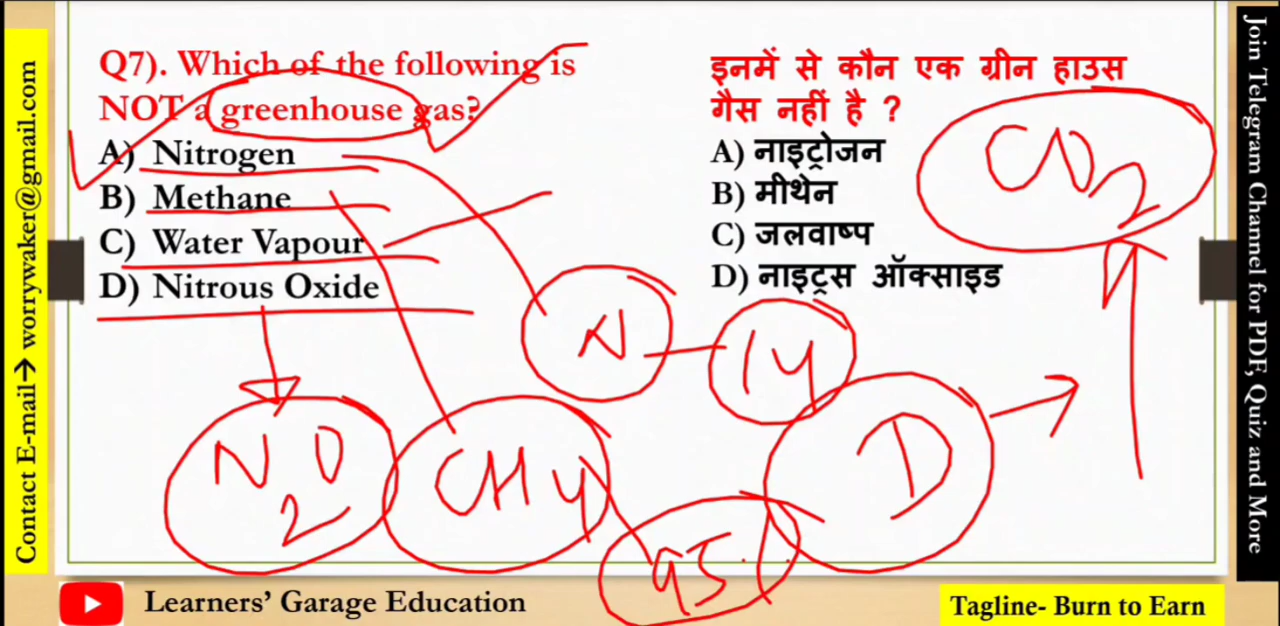 Contact E-mail → worrywaker@gmail.com
Q7). Which of the following is
NOT a greenhouse gas?
A) Nitrogen
B) Methane
C) Water Vapour
D) Nitrous Oxide
इनमें से कौन एक ग्रीन हाउस
गैस नहीं है ?
A) नाइट्रोजन
B) मीथेन
C) जलवाष्प
D) नाइट्रस ऑक्साइड
CO2
N
14
N2O
CH4
D
Learners' Garage Education
Tagline- Burn to Earn
Join Telegram Channel for PDF, Quiz and More